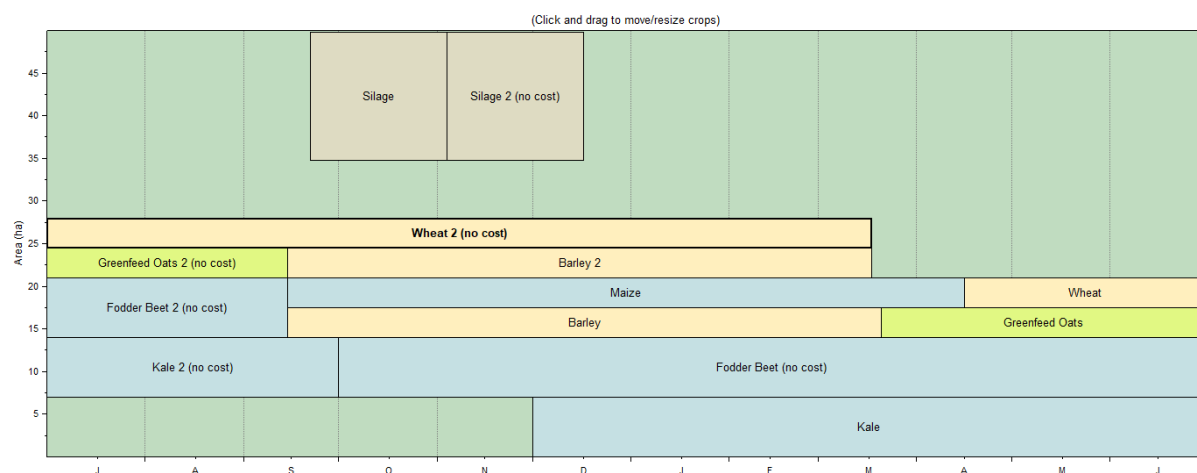 (Click and drag to move/resize crops)
45
40
35
30
25
20
15
10
5
Area (ha)
Silage
Silage 2 (no cost)
Wheat 2 (no cost)
Greenfeed Oats 2 (no cost)
Barley 2
Fodder Beet 2 (no cost)
Maize
Wheat
Barley
Greenfeed Oats
Kale 2 (no cost)
Fodder Beet (no cost)
Kale
J A S O N D J F M A M J